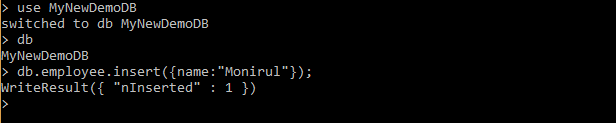 > use MyNewDemoDB
switched to db MyNewDemoDB
> db
MyNewDemoDB
> db.employee.insert({name:"Monirul"});
WriteResult({ "nInserted" : 1 })
>